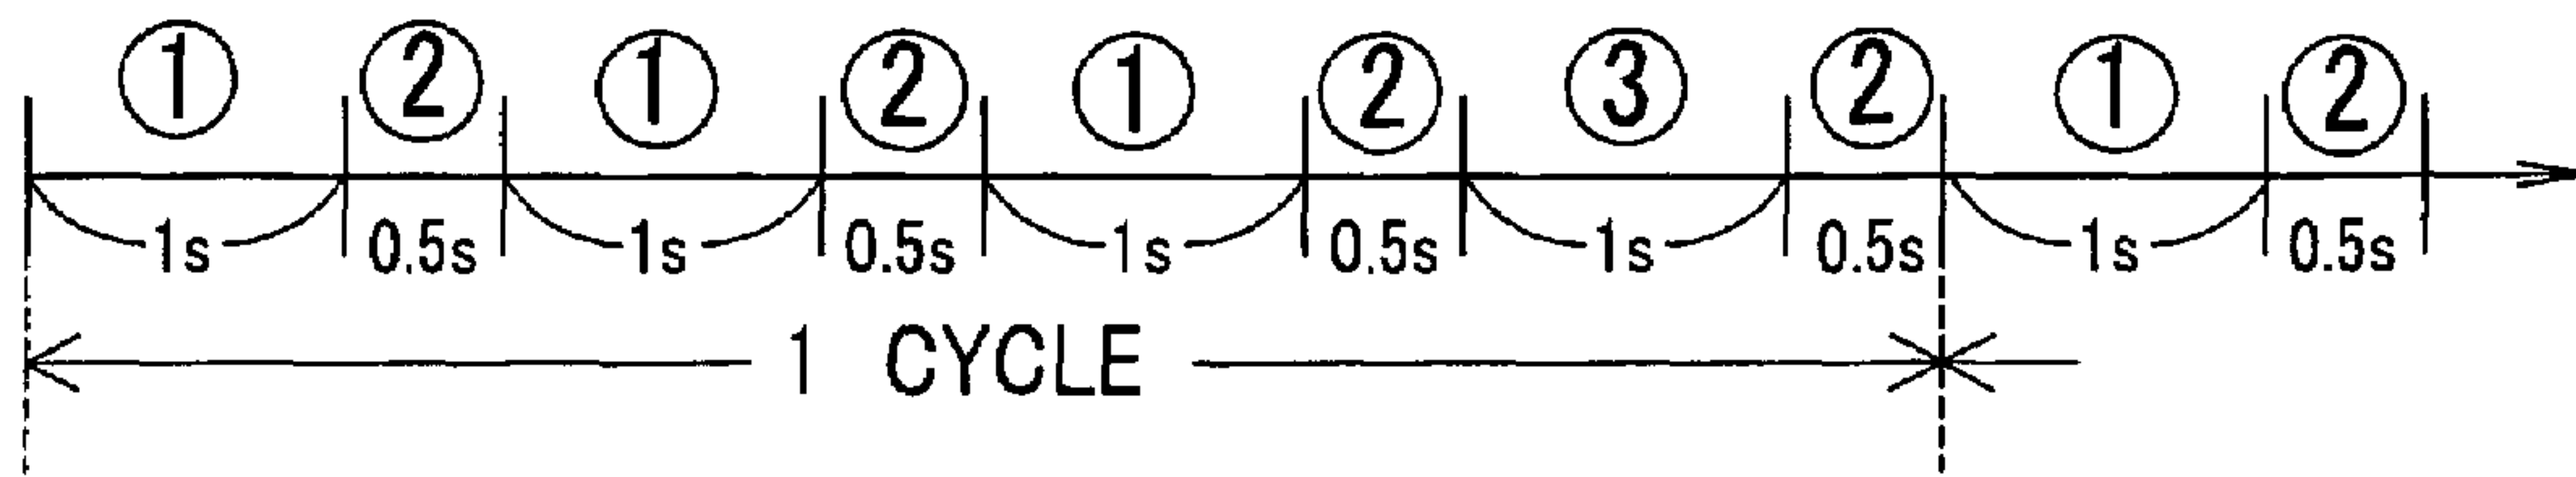 ① ② ① ② ① ② ③ ② ① ②
1s 0.5s 1s 0.5s 1s 0.5s 1s 0.5s 1s 0.5s
1 CYCLE